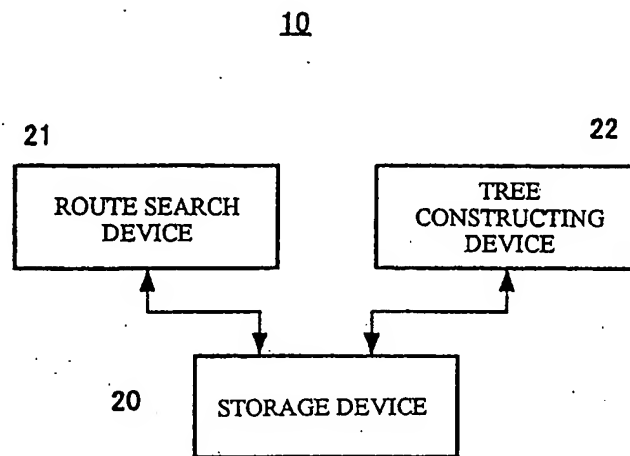 10
21
22
ROUTE SEARCH
DEVICE
TREE
CONSTRUCTING
DEVICE
20
STORAGE DEVICE